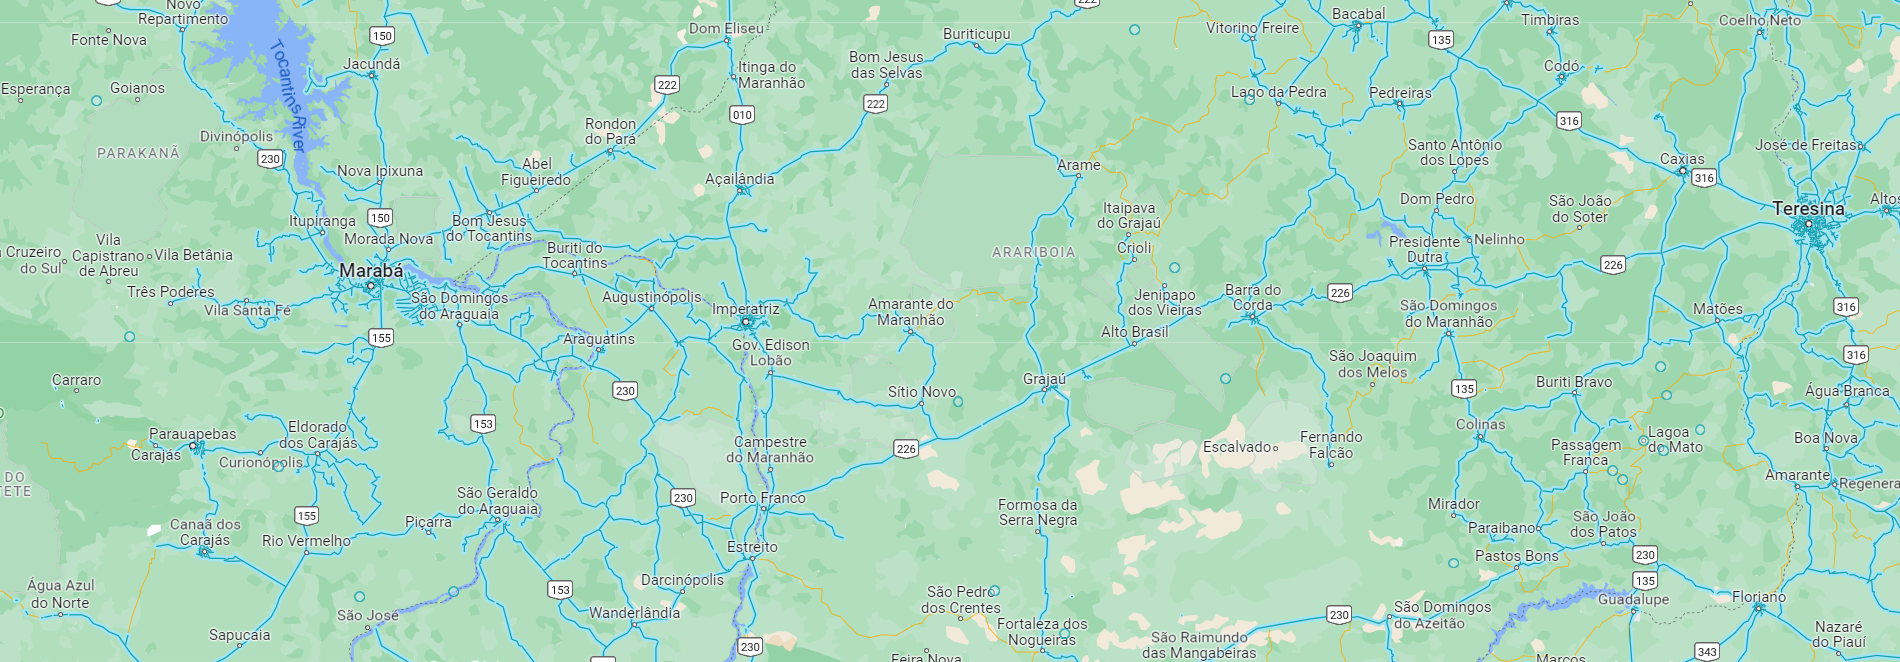 Novo
Repartimento
Fonte Nova
150
Dom Eliseu
222
Buriticupu
Vitorino Freire
Bacabal
135
Timbiras
Coelho Neto
Esperança
Goianos
Tocantins River
Jacundá
Itinga do
Maranhão
222
Bom Jesus
das Selvas
222
010
Lago da Pedra
Pedreiras
Codó
316
Divinópolis
230
PARAKANÃ
Rondon
do Pará
Nova Ipixuna
Abel
Figueiredo
Açailândia
Arame
Santo Antônio
dos Lopes
Caxias
316
José de Freitas
Itupiranga
150
Morada Nova
Bom Jesus
do Tocantins
Itaipava
do Grajaú
Crioli
Dom Pedro
São João
do Soter
Teresina
Altos
Cruzeiro
do Sul
Vila
Capistrano
de Abreu
Vila Betânia
Marabá
Buriti do
Tocantins
ARARIBOIA
Presidente
Dutra
Nelinho
226
Três Poderes
Vila Santa Fé
São Domingos
do Araguaia
Augustinópolis
Imperatriz
Amarante do
Maranhão
Jenipapo
dos Vieiras
Barra do
Corda
226
São Domingos
do Maranhão
Matões
316
155
Araguatins
Gov. Edison
Lobão
Alto Brasil
316
Carraro
230
Sítio Novo
Grajaú
São Joaquim
dos Melos
135
Buriti Bravo
Água Branca
Parauapebas
Carajás
Curionópolis
Eldorado
dos Carajás
153
Campestre
do Maranhão
226
Escalvado
Fernando
Falcão
Colinas
Passagem
Franca
Lagoa
do Mato
Boa Nova
DO
TETE
São Geraldo
do Araguaia
230
Porto Franco
Formosa da
Serra Negra
Mirador
Amarante
Regenera
Canaã dos
Carajás
155
Rio Vermelho
Piçarra
Estreito
Paraibano
São João
dos Patos
Pastos Bons
230
135
Água Azul
do Norte
São José
153
Darcinópolis
Wanderlândia
São Pedro
dos Crentes
Fortaleza dos
Nogueiras
230
São Domingos
do Azeitão
Guadalupe
Floriano
Sapucaia
230
Feira Nova
São Raimundo
das Mangabeiras
Marcos
343
Nazaré
do Piauí